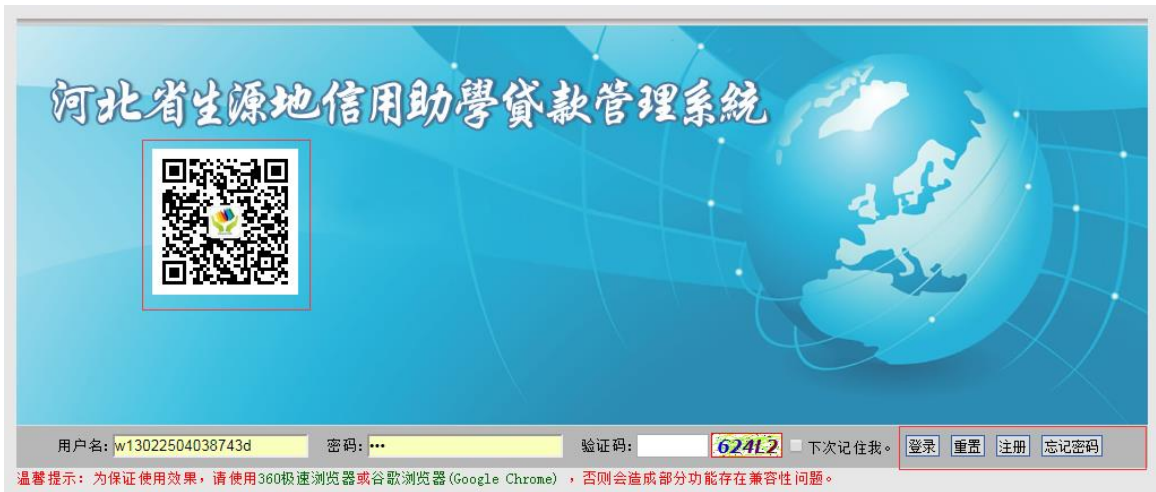 河北省生源地信用助學貸款管理系統
用户名: w13022504038743d 密码: ••• 验证码: 624L2 下次记住我。 登录 重置 注册 忘记密码
温馨提示：为保证使用效果，请使用360极速浏览器或谷歌浏览器(Google Chrome) ，否则会造成部分功能存在兼容性问题。